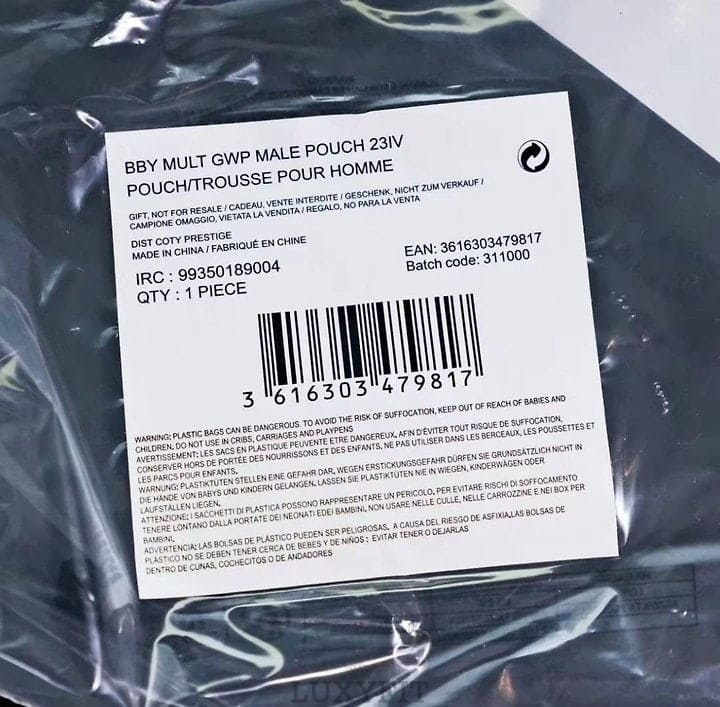 BBY MULT GWP MALE POUCH 23IV
POUCH/TROUSSE POUR HOMME
GIFT, NOT FOR RESALE / CADEAU, VENTE INTERDITE / GESCHENK, NICHT ZUM VERKAUF /
CAMPIONE OMAGGIO, VIETATA LA VENDITA / REGALO, NO PARA LA VENTA
DIST COTY PRESTIGE
MADE IN CHINA / FABRIQUÉ EN CHINE
IRC : 99350189004
QTY : 1 PIECE
EAN: 3616303479817
Batch code: 311000
3 616303 479817
WARNING: PLASTIC BAGS CAN BE DANGEROUS. TO AVOID THE RISK OF SUFFOCATION, KEEP OUT OF REACH OF BABIES AND
CHILDREN, DO NOT USE IN CRIBS, CARRIAGES AND PLAYPENS
AVERTISSEMENT: LES SACS EN PLASTIQUE PEUVENTE ETRE DANGEREUX, AFIN D'ÉVITER TOUT RISQUE DE SUFFOCATION,
CONSERVER HORS DE PORTÉE DES NOURRISSONS ET DES ENFANTS. NE PAS UTILISER DANS LES BERCEAUX, LES POUSSETTES ET
LES PARCS POUR ENFANTS.
WARNUNG: PLASTIKTÜTEN STELLEN EINE GEFAHR DAR. WEGEN ERSTICKUNGSGEFAHR DÜRFEN SIE GRUNDSÄTZLICH NICHT IN
DIE HÄNDE VON BABYS UND KINDERN GELANGEN. LASSEN SIE PLASTIKTÜTEN NIE IN WIEGEN, KINDERWÄGEN ODER
LAUFSTÄLLEN LIEGEN.
ATTENZIONE: I SACCHETTI DI PLASTICA POSSONO RAPPRESENTARE UN PERICOLO. PER EVITARE RISCHI DI SOFFOCAMENTO
TENERE LONTANO DALLA PORTATE DEI NEONATI EDEI BAMBINI, NON USARE NELLE CULLE, NELLE CARROZZINE E NEI BOX PER
BAMBINI.
ADVERTENCIA: LAS BOLSAS DE PLÁSTICO PUEDEN SER PELIGROSAS. A CAUSA DEL RIESGO DE ASFIXIA,LAS BOLSAS DE
PLÁSTICO NO SE DEBEN TENER CERCA DE BEBES Y DE NIÑOS : EVITAR TENER O DEJARLAS
DENTRO DE CUNAS, COCHECITOS O DE ANDADORES
LUXYFIT